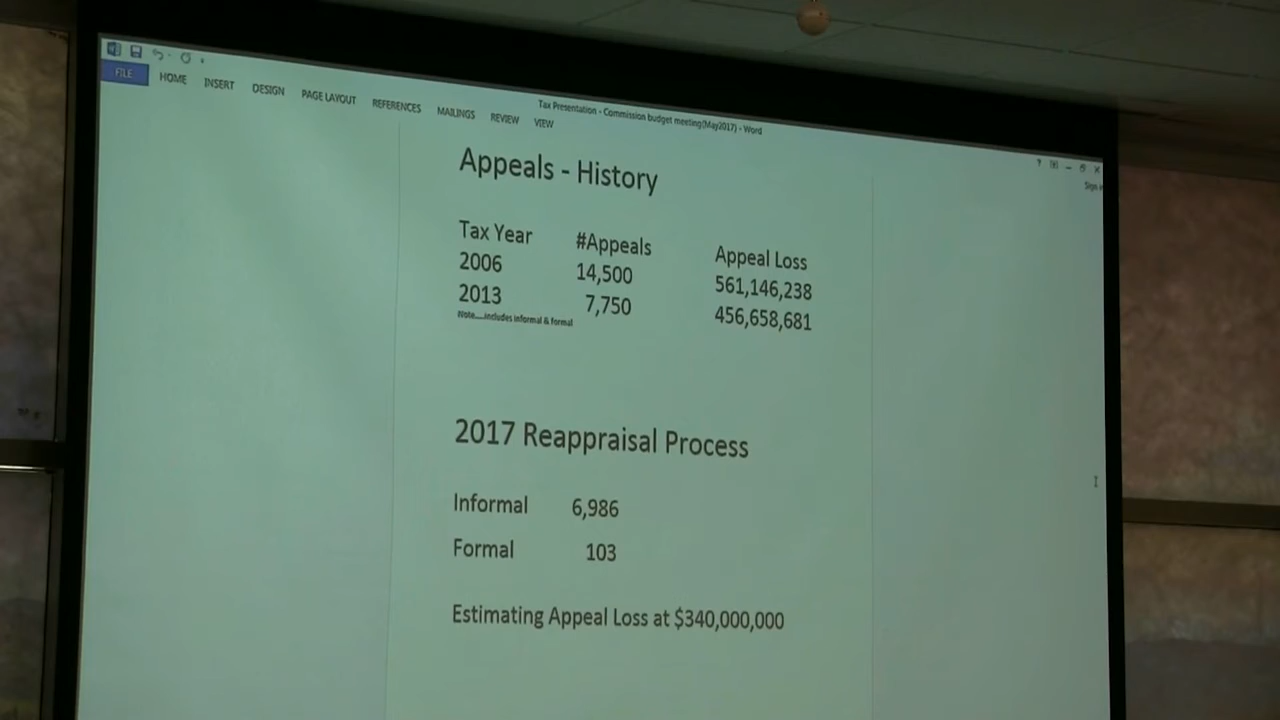 FILE HOME INSERT DESIGN PAGE LAYOUT REFERENCES MAILINGS REVIEW VIEW
Tax Presentation - Commission budget meeting(May2017) - Word
Sign in
Appeals - History
Tax Year #Appeals Appeal Loss
2006 14,500 561,146,238
2013 7,750 456,658,681
Note.....includes informal & formal
2017 Reappraisal Process
Informal 6,986
Formal 103
Estimating Appeal Loss at $340,000,000